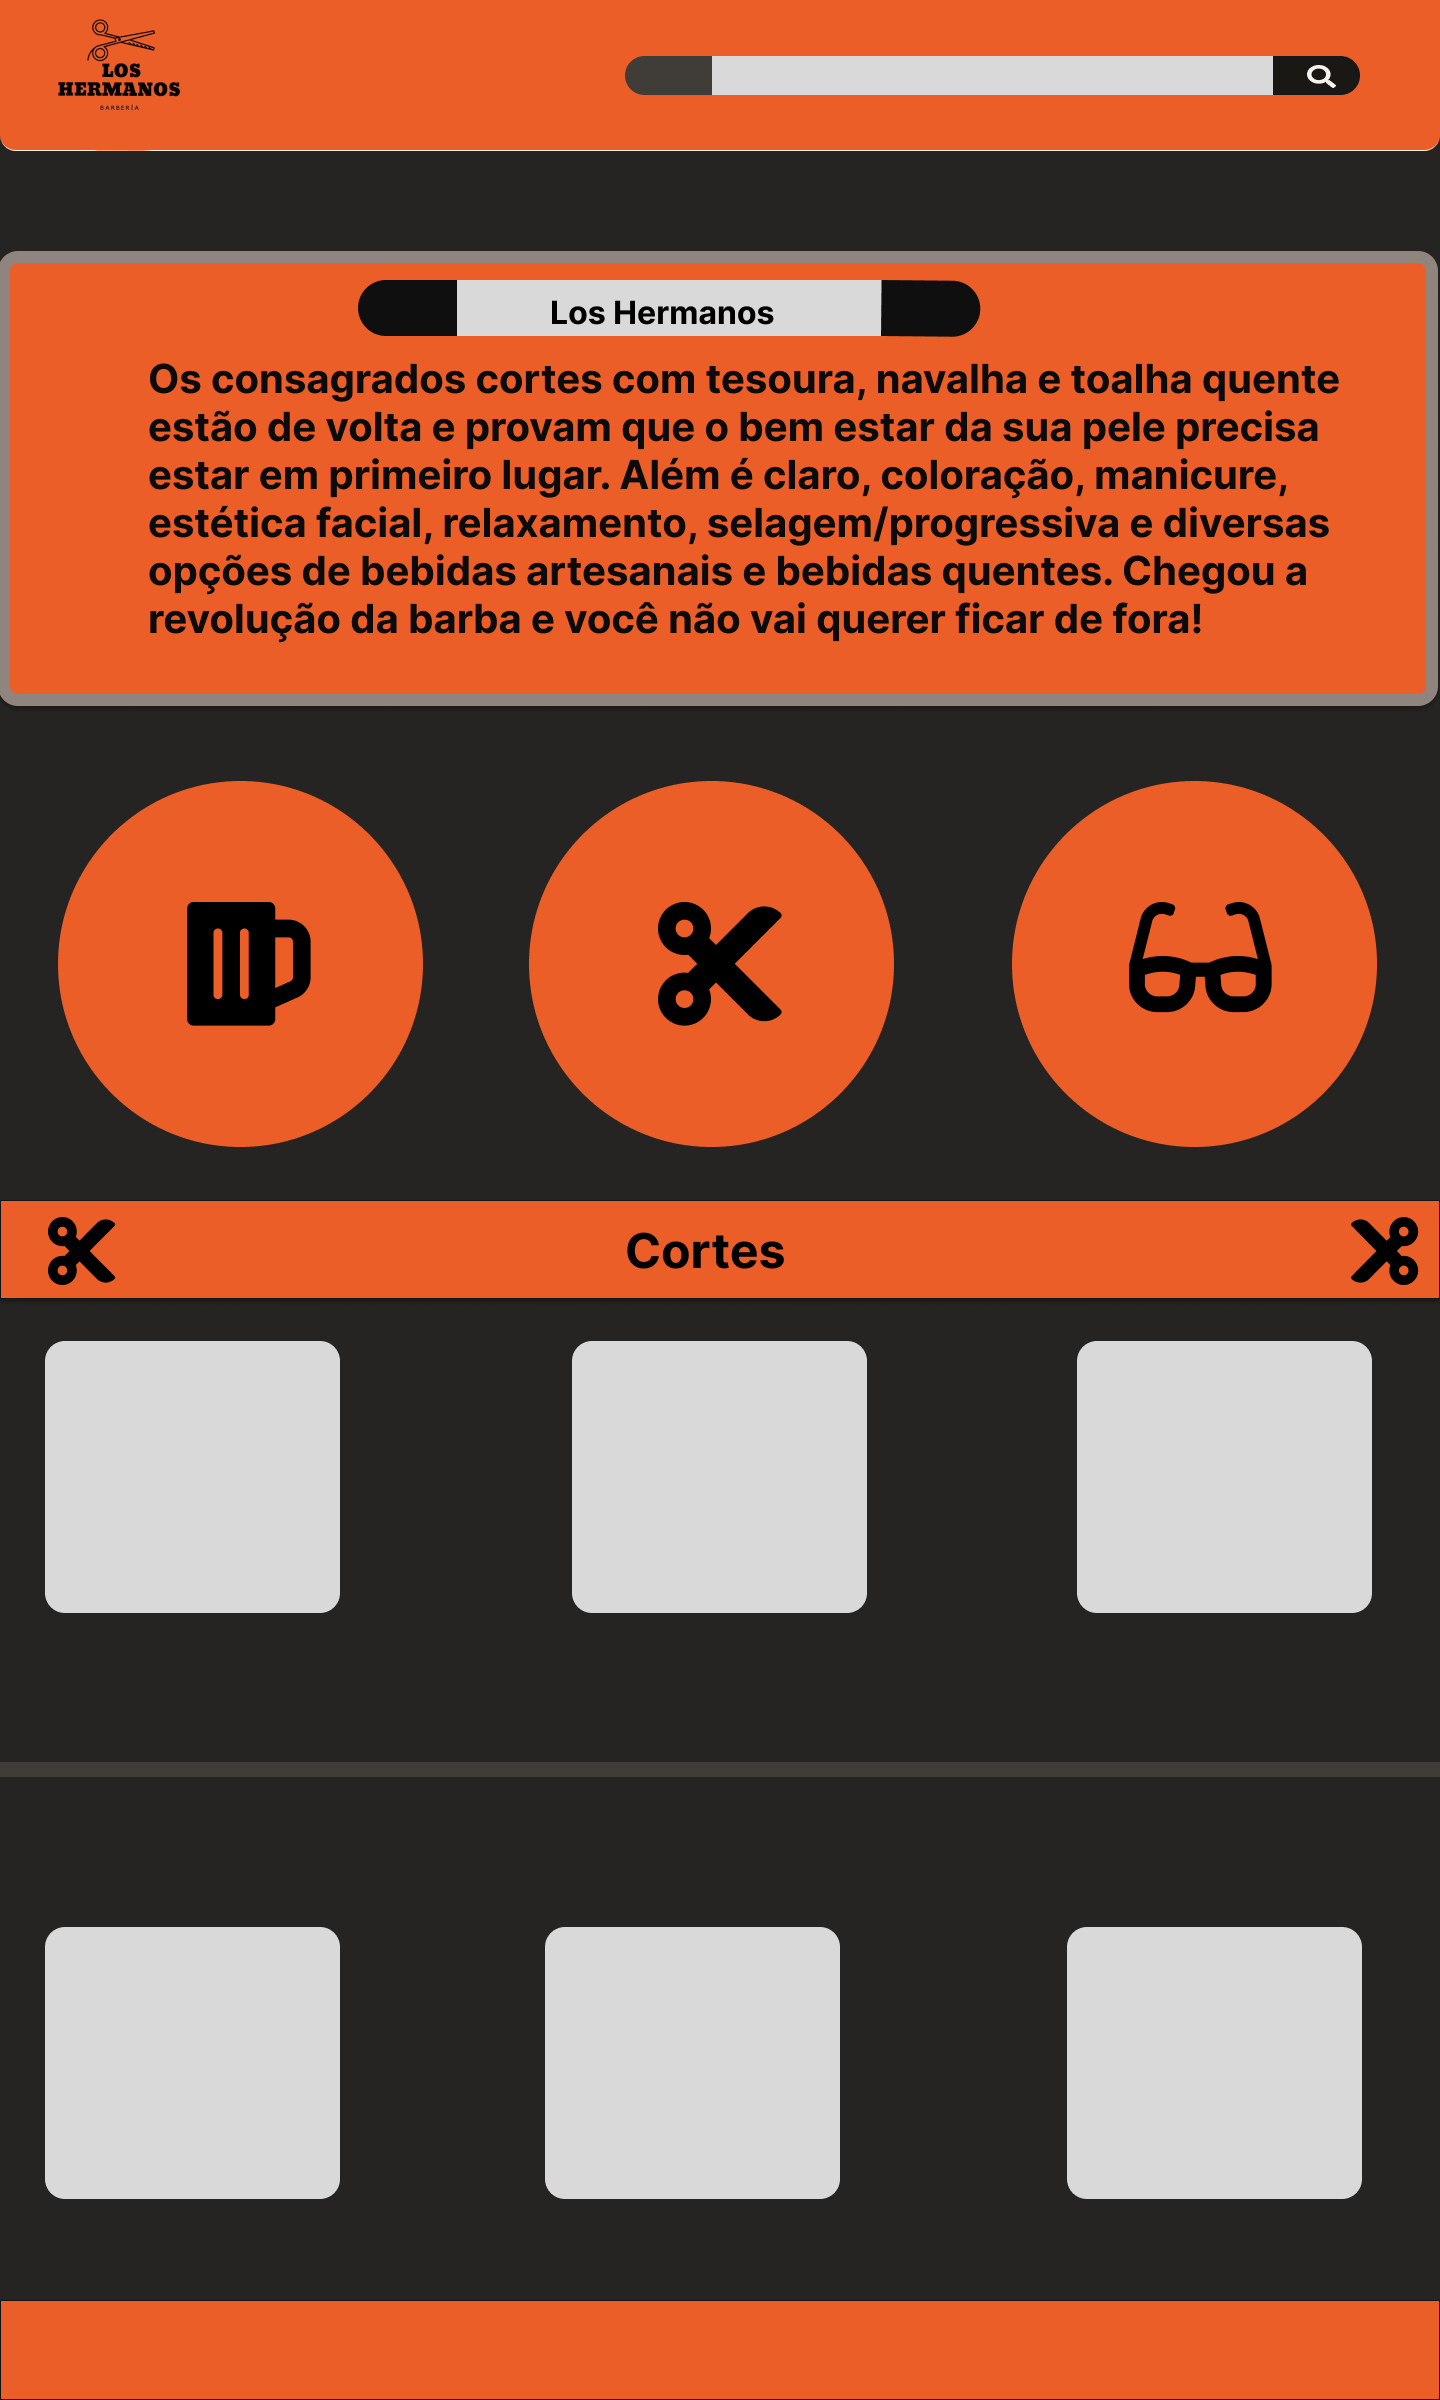 LOS
HERMANOS
BARBERÍA
Los Hermanos
Os consagrados cortes com tesoura, navalha e toalha quente
estão de volta e provam que o bem estar da sua pele precisa
estar em primeiro lugar. Além é claro, coloração, manicure,
estética facial, relaxamento, selagem/progressiva e diversas
opções de bebidas artesanais e bebidas quentes. Chegou a
revolução da barba e você não vai querer ficar de fora!
Cortes